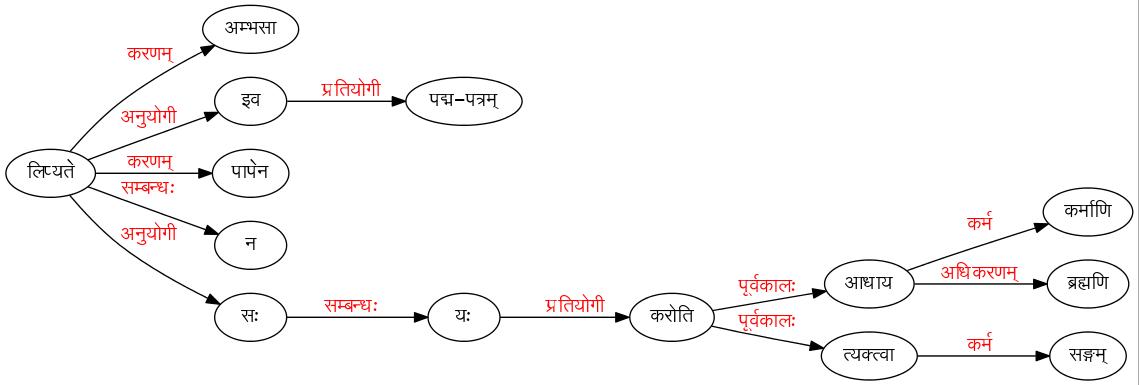 अम्भसा
करणम्
इव
प्रतियोगी
पद्म-पत्रम्
अनुयोगी
लिप्यते
करणम्
पापेन
सम्बन्धः
न
अनुयोगी
सः
सम्बन्धः
यः
प्रतियोगी
करोति
पूर्वकालः
आधाय
कर्म
कर्माणि
अधिकरणम्
ब्रह्मणि
पूर्वकालः
त्यक्त्वा
कर्म
सङ्गम्